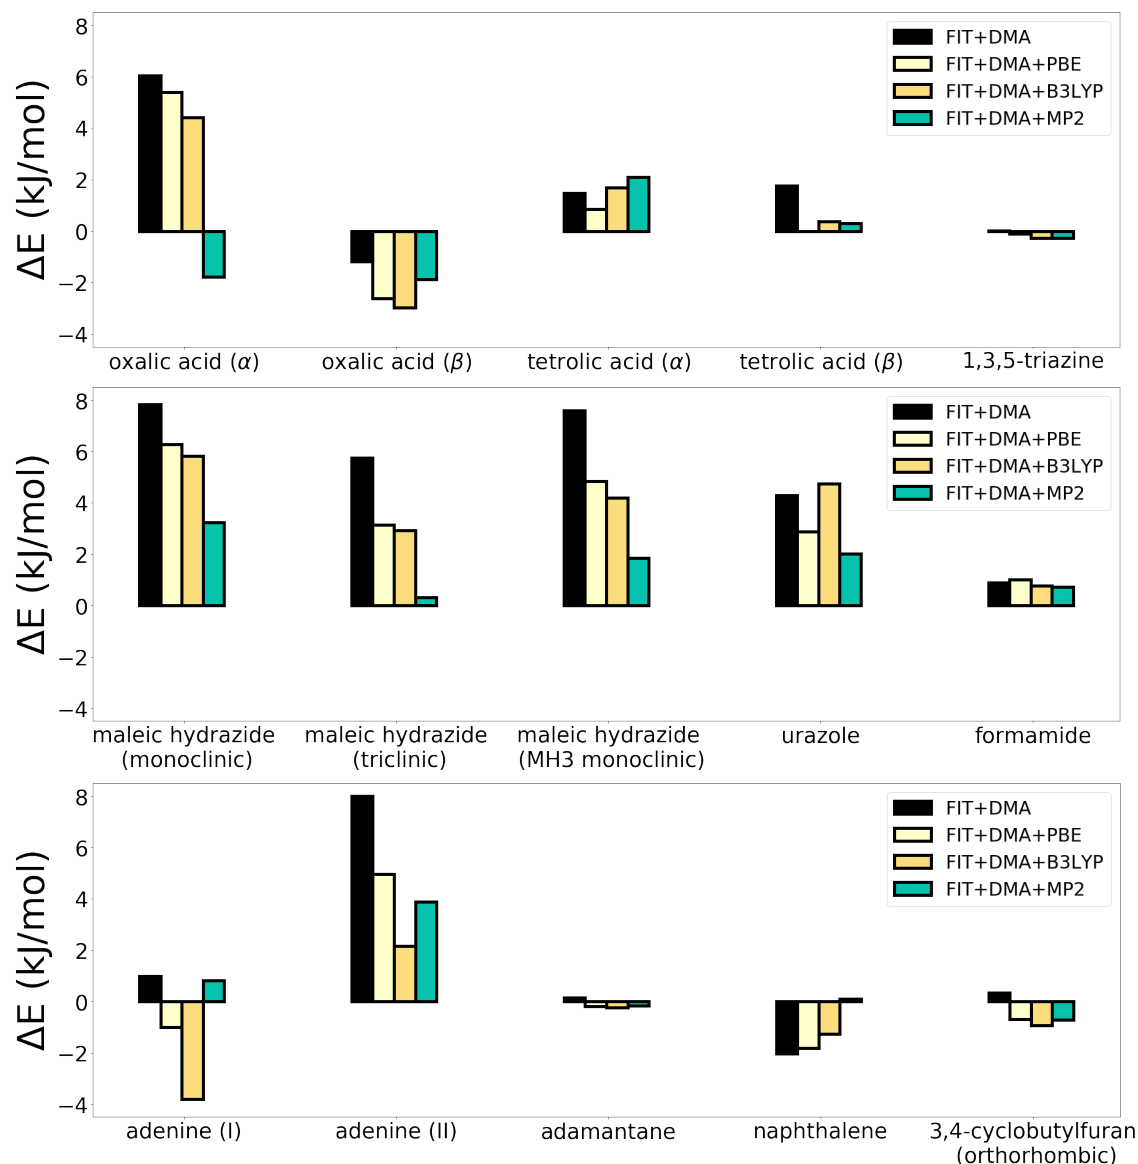 8
6
4
2
0
−2
−4
ΔE (kJ/mol)
FIT+DMA
FIT+DMA+PBE
FIT+DMA+B3LYP
FIT+DMA+MP2
oxalic acid (α)
oxalic acid (β)
tetrolic acid (α)
tetrolic acid (β)
1,3,5-triazine
8
6
4
2
0
−2
−4
ΔE (kJ/mol)
FIT+DMA
FIT+DMA+PBE
FIT+DMA+B3LYP
FIT+DMA+MP2
maleic hydrazide
(monoclinic)
maleic hydrazide
(triclinic)
maleic hydrazide
(MH3 monoclinic)
urazole
formamide
8
6
4
2
0
−2
−4
ΔE (kJ/mol)
FIT+DMA
FIT+DMA+PBE
FIT+DMA+B3LYP
FIT+DMA+MP2
adenine (I)
adenine (II)
adamantane
naphthalene
3,4-cyclobutylfuran
(orthorhombic)